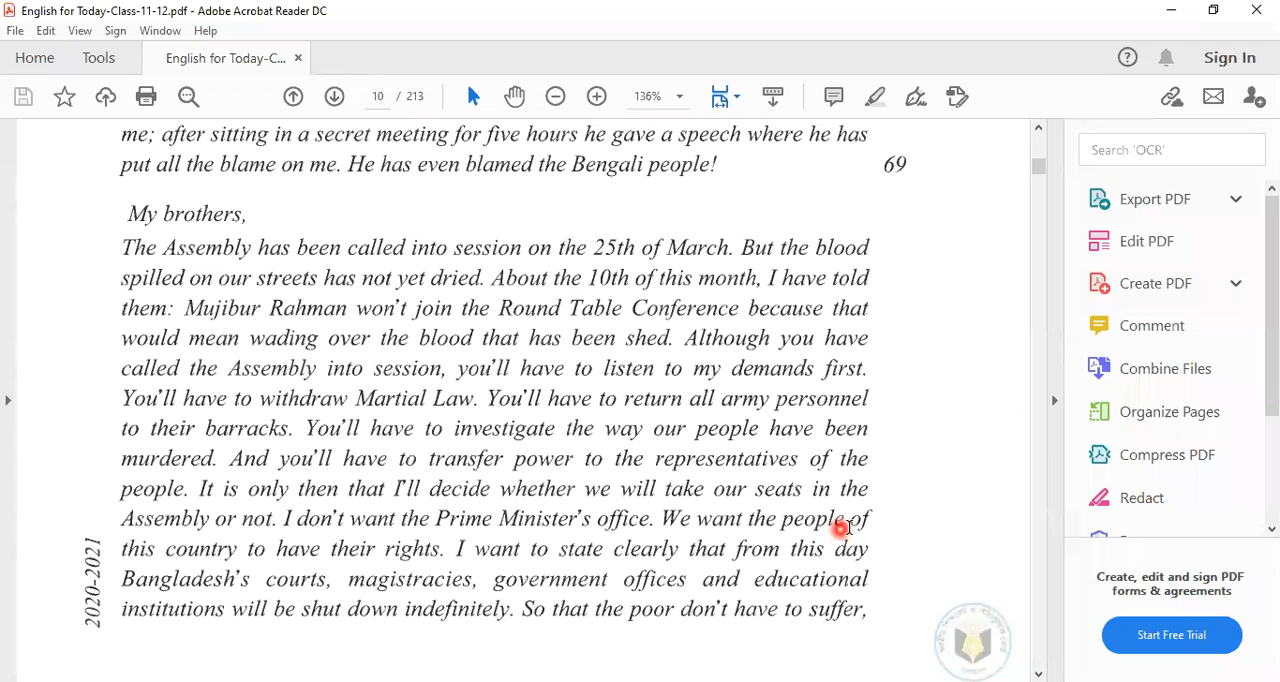 English for Today-Class-11-12.pdf - Adobe Acrobat Reader DC
File Edit View Sign Window Help
Home Tools English for Today-C... × Sign In
10 / 213 136%
me; after sitting in a secret meeting for five hours he gave a speech where he has
put all the blame on me. He has even blamed the Bengali people! 69
My brothers,
The Assembly has been called into session on the 25th of March. But the blood
spilled on our streets has not yet dried. About the 10th of this month, I have told
them: Mujibur Rahman won't join the Round Table Conference because that
would mean wading over the blood that has been shed. Although you have
called the Assembly into session, you'll have to listen to my demands first.
You'll have to withdraw Martial Law. You'll have to return all army personnel
to their barracks. You'll have to investigate the way our people have been
murdered. And you'll have to transfer power to the representatives of the
people. It is only then that I'll decide whether we will take our seats in the
Assembly or not. I don't want the Prime Minister's office. We want the people of
this country to have their rights. I want to state clearly that from this day
Bangladesh's courts, magistracies, government offices and educational
institutions will be shut down indefinitely. So that the poor don't have to suffer,
2020-2021
Search 'OCR'
Export PDF
Edit PDF
Create PDF
Comment
Combine Files
Organize Pages
Compress PDF
Redact
Create, edit and sign PDF
forms & agreements
Start Free Trial